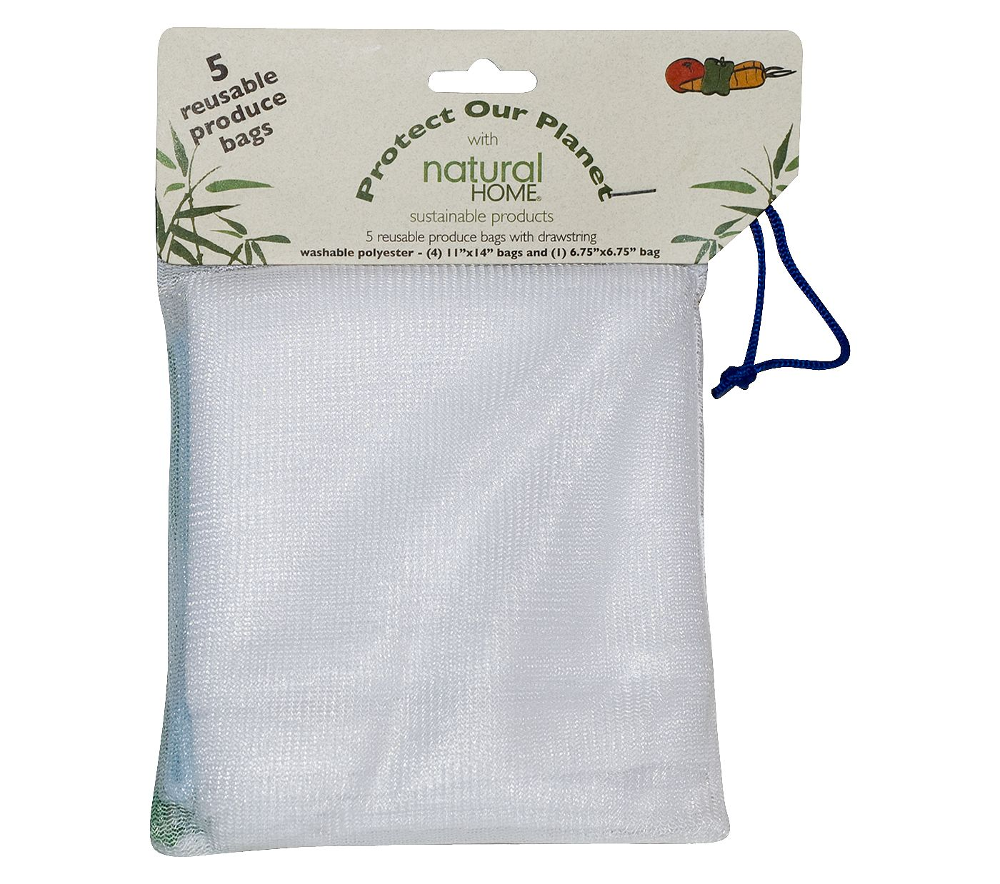 5
reusable
produce
bags
Protect Our Planet
with
natural
HOME®
sustainable products
5 reusable produce bags with drawstring
washable polyester - (4) 11”x14” bags and (1) 6.75”x6.75” bag